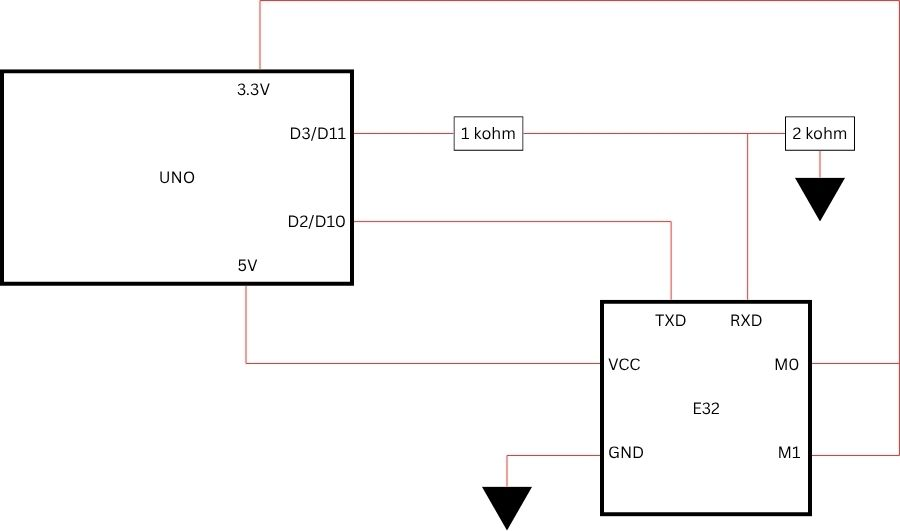 3.3V
D3/D11
1 kohm
2 kohm
UNO
D2/D10
5V
TXD
RXD
VCC
M0
E32
GND
M1